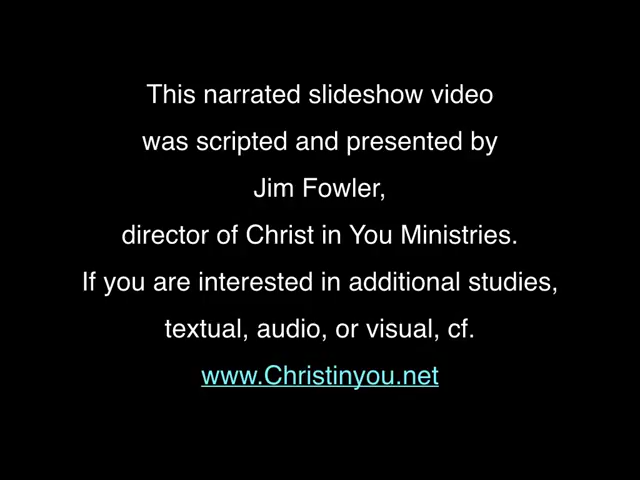 This narrated slideshow video
was scripted and presented by
Jim Fowler,
director of Christ in You Ministries.
If you are interested in additional studies,
textual, audio, or visual, cf.
www.Christinyou.net